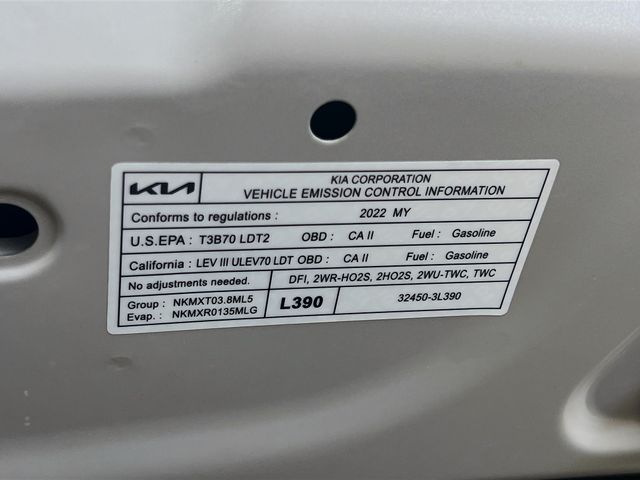 KIA
KIA CORPORATION
VEHICLE EMISSION CONTROL INFORMATION
Conforms to regulations : 2022 MY
U.S.EPA : T3B70 LDT2 OBD : CA II Fuel : Gasoline
California : LEV III ULEV70 LDT OBD : CA II Fuel : Gasoline
No adjustments needed. DFI, 2WR-HO2S, 2HO2S, 2WU-TWC, TWC
Group : NKMXT03.8ML5
Evap. : NKMXR0135MLG
L390
32450-3L390